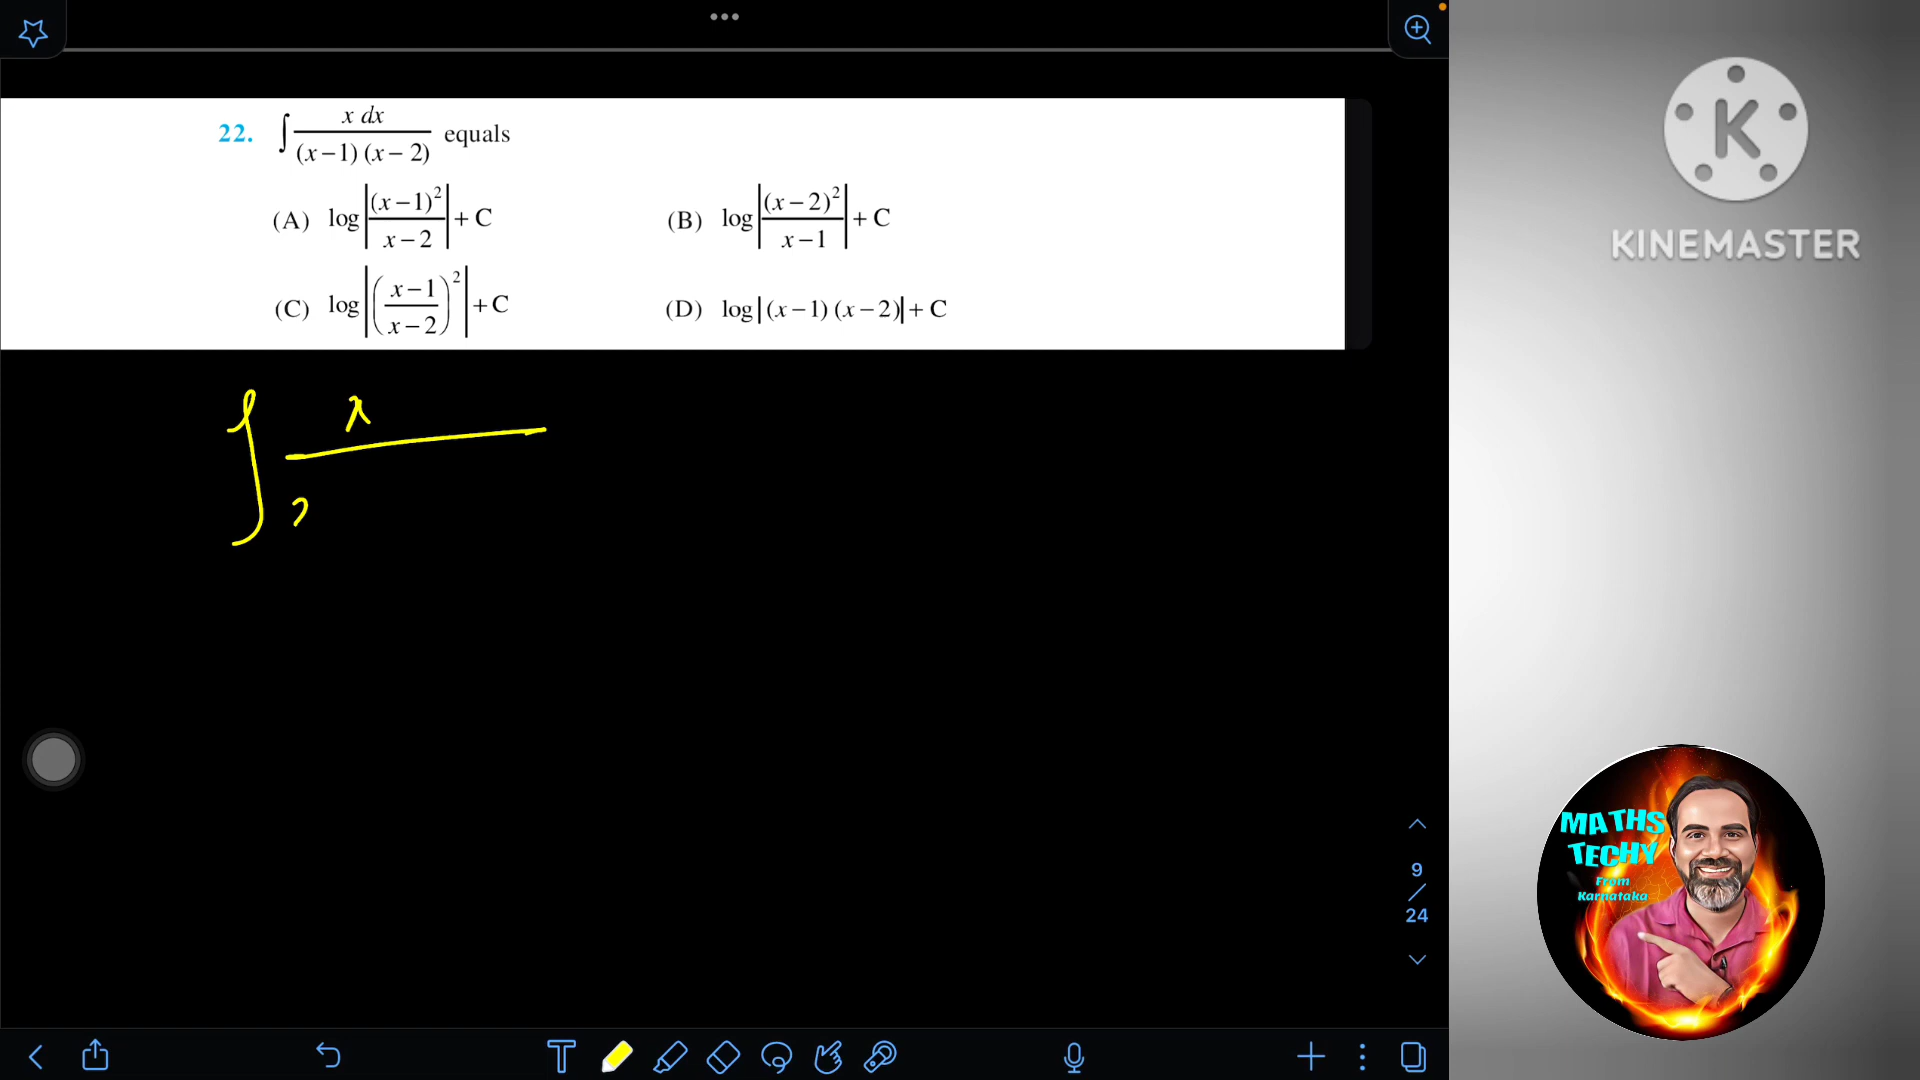 22. ∫ x dx / (x−1) (x−2) equals
(A) log |(x−1)² / x−2| + C
(B) log |(x−2)² / x−1| + C
(C) log |(x−1 / x−2)²| + C
(D) log |(x−1) (x−2)| + C
∫ x
K
KINEMASTER
MATHS
TECHY
From
Karnataka
9
/
24
T